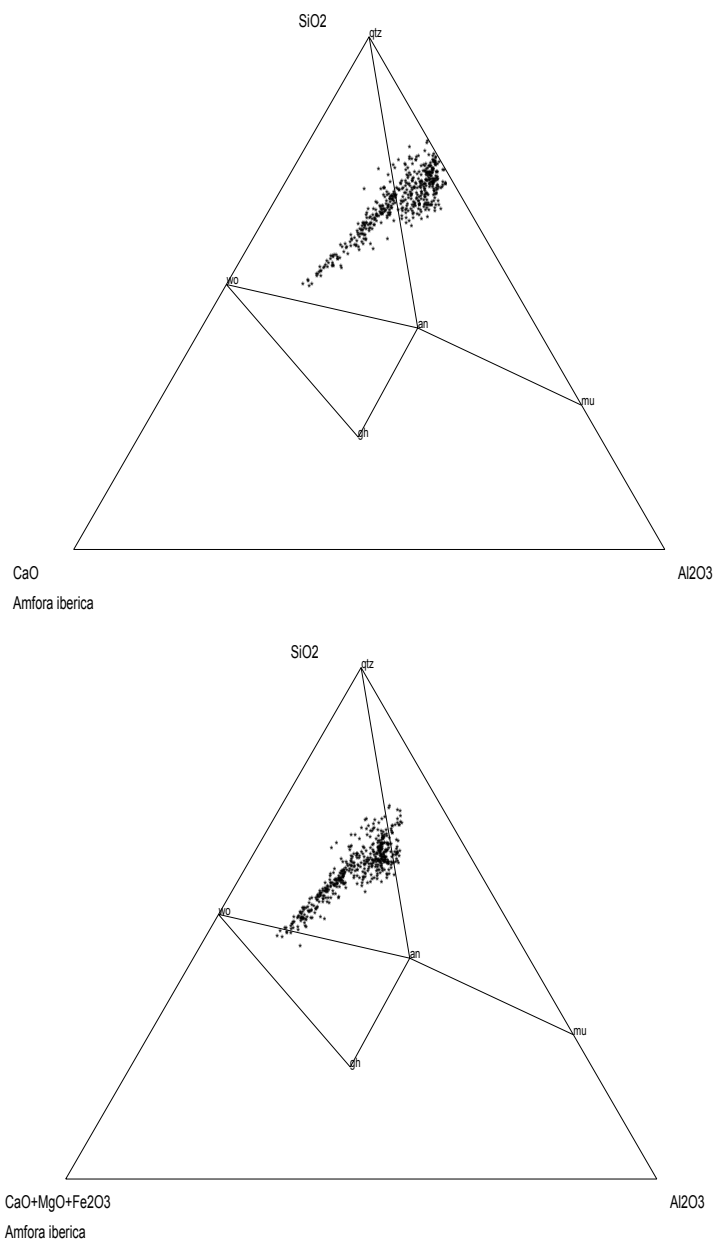 SiO2
qtz
wo
an
mu
gh
CaO
Al2O3
Amfora iberica
SiO2
qtz
wo
an
mu
gh
CaO+MgO+Fe2O3
Al2O3
Amfora iberica